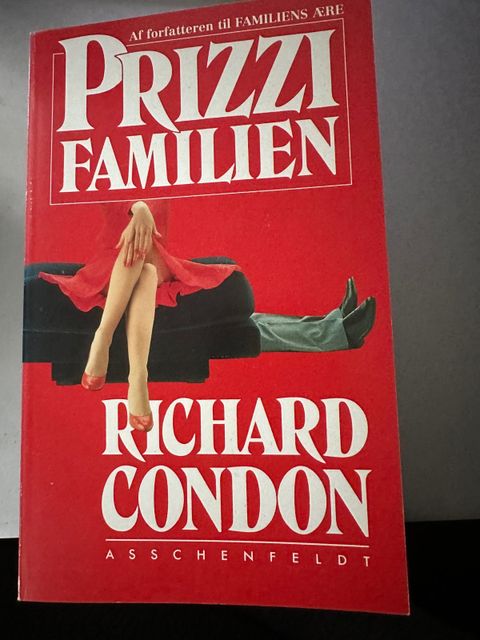 Af forfatteren til FAMILIENS ÆRE
PRIZZI
FAMILIEN
RICHARD
CONDON
ASSCHENFELDT